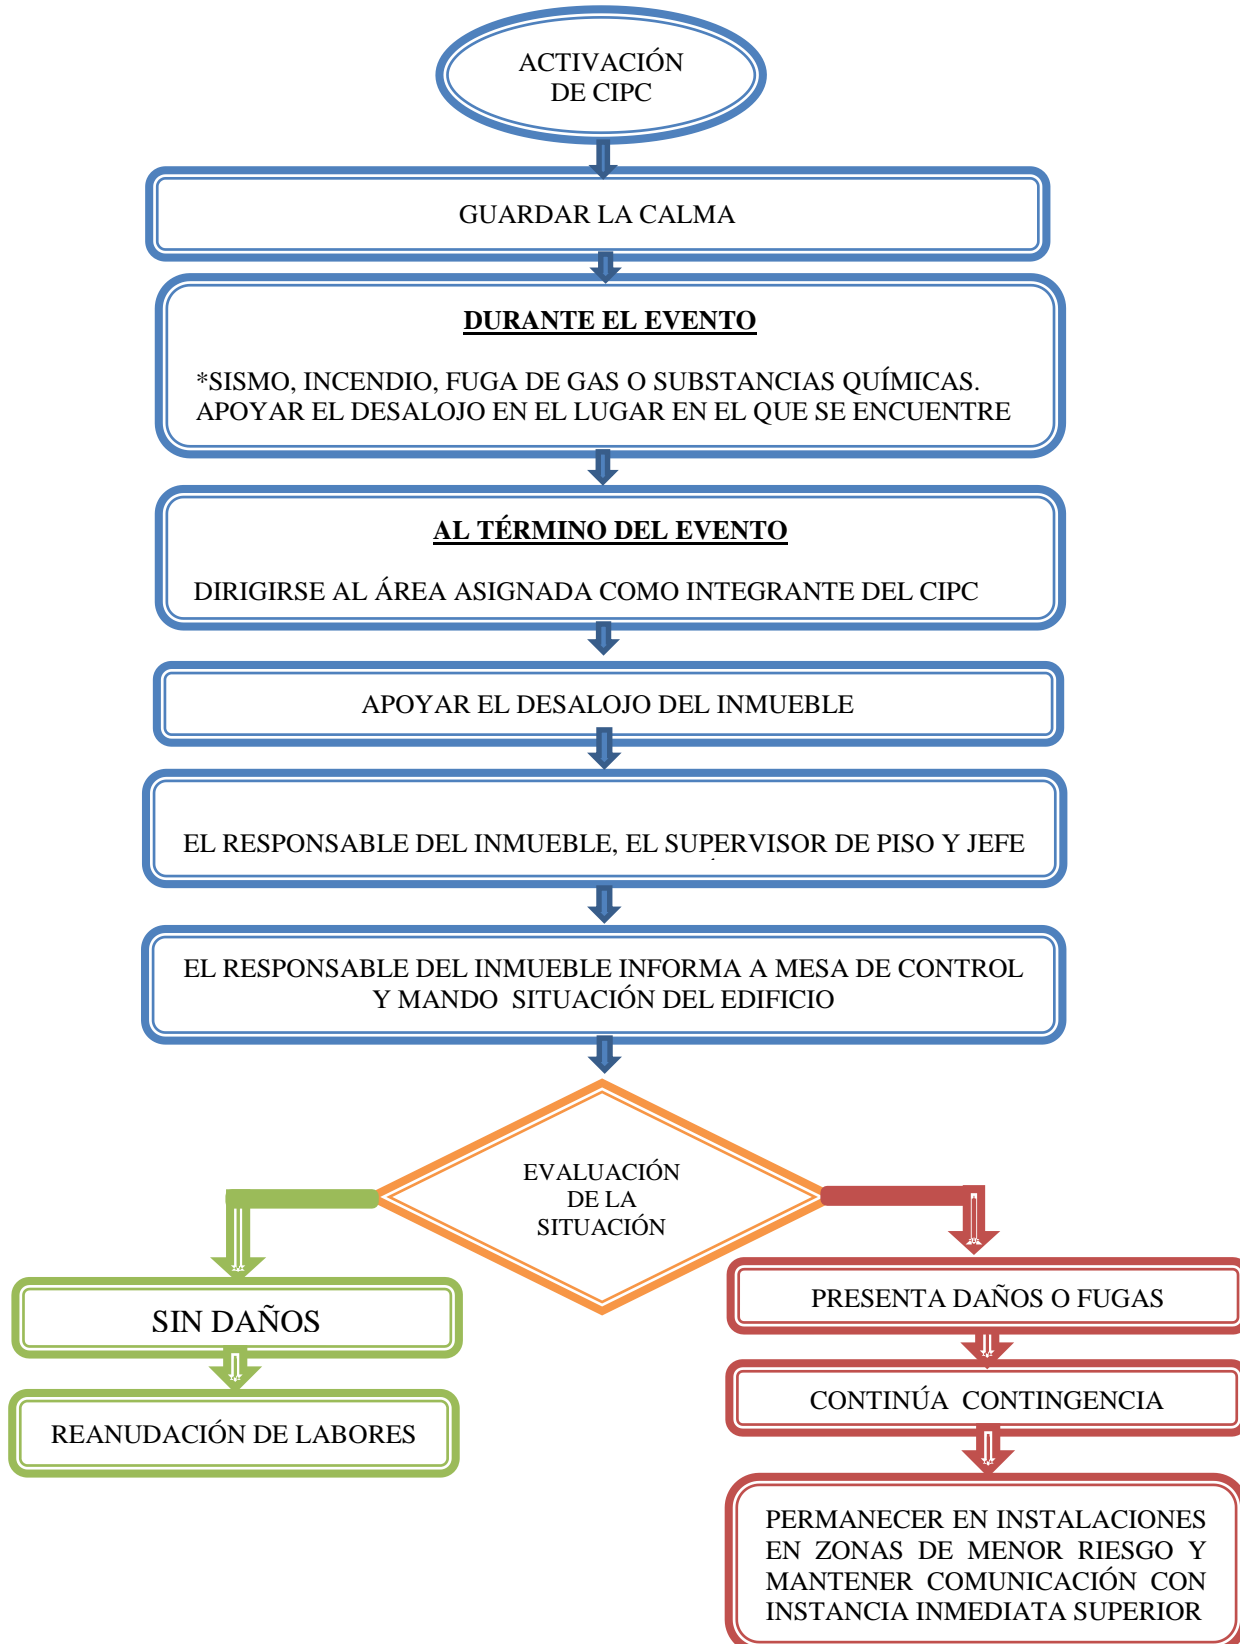 ACTIVACIÓN
DE CIPC
GUARDAR LA CALMA
DURANTE EL EVENTO
*SISMO, INCENDIO, FUGA DE GAS O SUBSTANCIAS QUÍMICAS.
APOYAR EL DESALOJO EN EL LUGAR EN EL QUE SE ENCUENTRE
AL TÉRMINO DEL EVENTO
DIRIGIRSE AL ÁREA ASIGNADA COMO INTEGRANTE DEL CIPC
APOYAR EL DESALOJO DEL INMUEBLE
EL RESPONSABLE DEL INMUEBLE, EL SUPERVISOR DE PISO Y JEFE
EL RESPONSABLE DEL INMUEBLE INFORMA A MESA DE CONTROL
Y MANDO SITUACIÓN DEL EDIFICIO
EVALUACIÓN
DE LA
SITUACIÓN
SIN DAÑOS
REANUDACIÓN DE LABORES
PRESENTA DAÑOS O FUGAS
CONTINÚA CONTINGENCIA
PERMANECER EN INSTALACIONES
EN ZONAS DE MENOR RIESGO Y
MANTENER COMUNICACIÓN CON
INSTANCIA INMEDIATA SUPERIOR